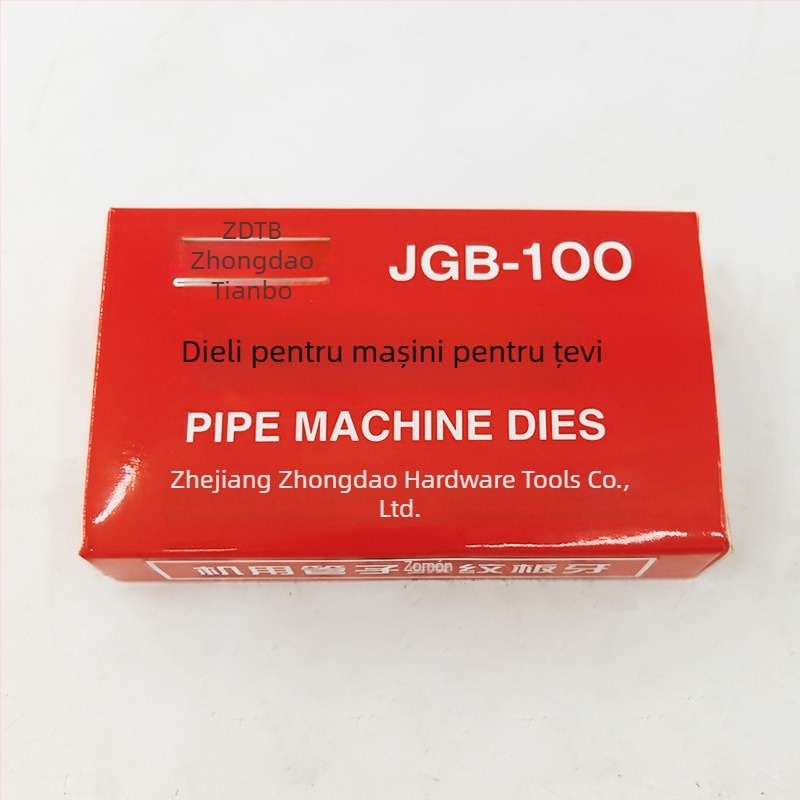 ZDTB
Zhongdao
Tianbo
JGB-100
Dieli pentru mașini pentru țevi
PIPE MACHINE DIES
Zhejiang Zhongdao Hardware Tools Co.,
Ltd.
机用管子 纹板牙
Zomón